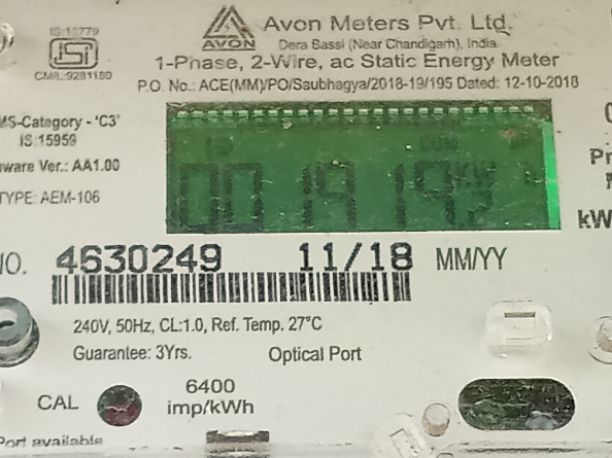 IS:13779
Avon Meters Pvt. Ltd.
AVON
Dera Bassi (Near Chandigarh), India.
CM/L:9281180
1-Phase, 2-Wire, ac Static Energy Meter
P.O. No.: ACE(MM)/PO/Saubhagya/2018-19/195 Dated: 12-10-2018
MS-Category - 'C3'
IS 15959
ware Ver.: AA1.00
TYPE: AEM-106
Pr
kW
NO. 4630249 11/18 MM/YY
240V, 50Hz, CL:1.0, Ref. Temp. 27°C
Guarantee: 3Yrs. Optical Port
CAL
6400
imp/kWh
Port available